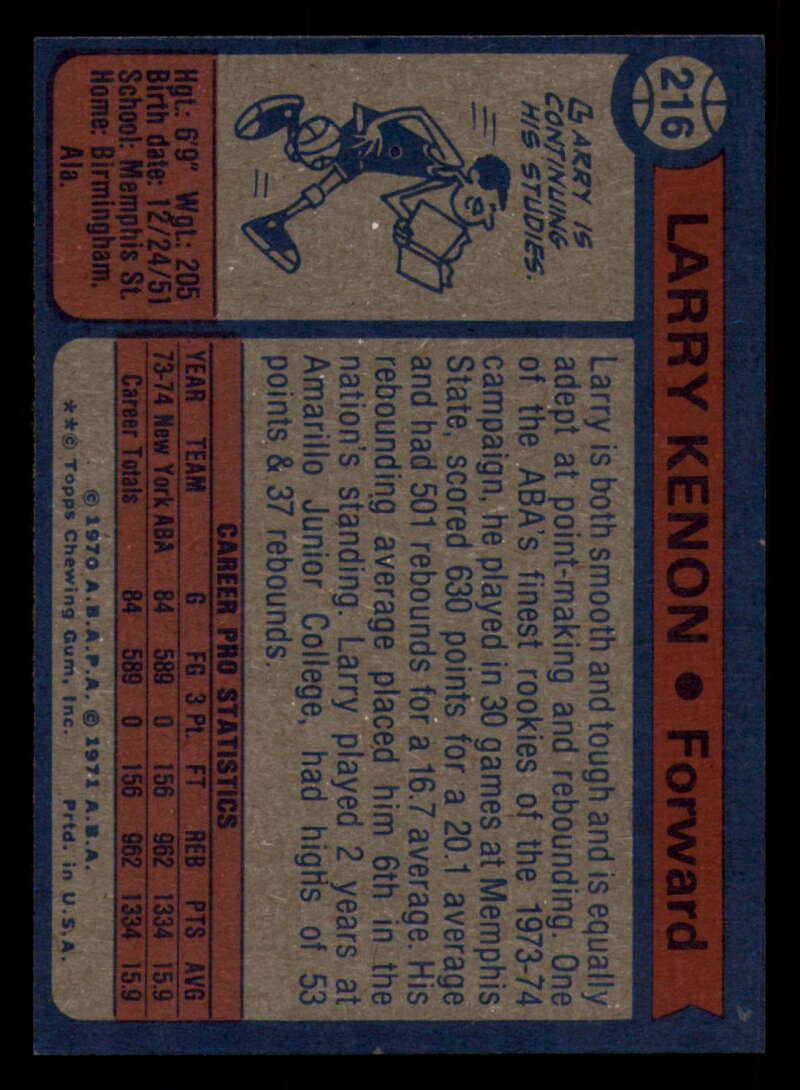 216
LARRY KENON • Forward
BARRY IS
CONTINUING
HIS STUDIES.
Hgt.: 6'9" Wgt.: 205
Birth date: 12/24/51
School: Memphis St.
Home: Birmingham,
Ala.
Larry is both smooth and tough and is equally
adept at point-making and rebounding. One
of the ABA's finest rookies of the 1973-74
campaign, he played in 30 games at Memphis
State, scored 630 points for a 20.1 average
and had 501 rebounds for a 16.7 average. His
rebounding average placed him 6th in the
nation's standing. Larry played 2 years at
Amarillo Junior College, had highs of 53
points & 37 rebounds.
CAREER PRO STATISTICS
YEAR TEAM G FG 3 Pt. FT REB PTS AVG
73-74 New York ABA 84 589 0 156 962 1334 15.9
Career Totals 84 589 0 156 962 1334 15.9
© 1970 A.B.A.P.A. © 1971 A.B.A.
**© Topps Chewing Gum, Inc. Prtd. in U.S.A.